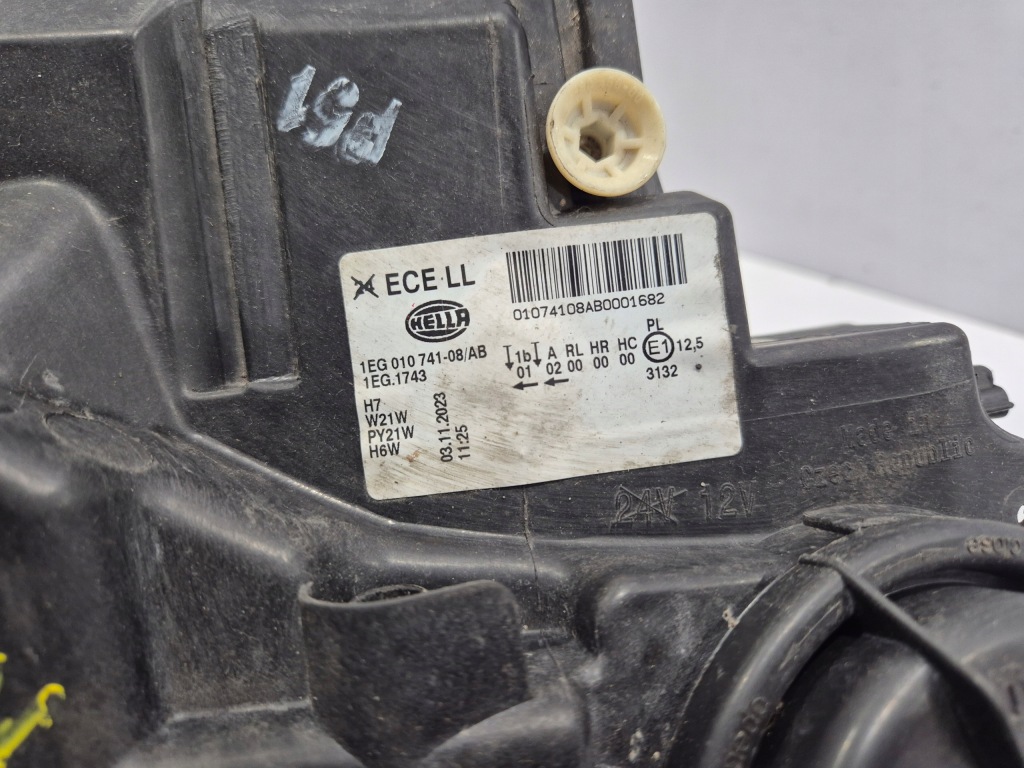 P51
ECE LL
01074108AB0001682
HELLA
1EG 010 741-08/AB
1EG.1743
1b A RL HR HC PL
01 02 00 00 00 E1 12,5
3132
H7
W21W
PY21W
H6W
03.11.2023
11:25
24V 12V